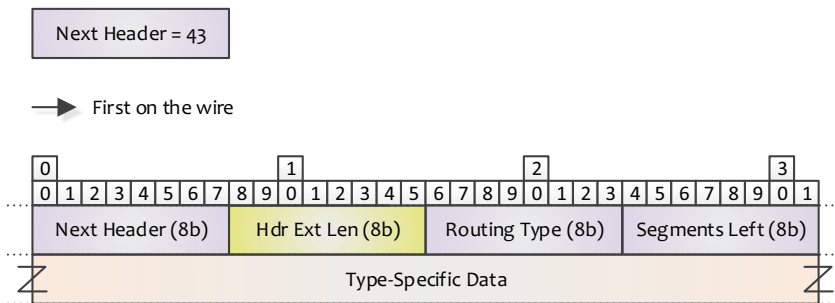 Next Header = 43
First on the wire
0 1 2 3
0 1 2 3 4 5 6 7 8 9 0 1 2 3 4 5 6 7 8 9 0 1 2 3 4 5 6 7 8 9 0 1
Next Header (8b) Hdr Ext Len (8b) Routing Type (8b) Segments Left (8b)
Type-Specific Data